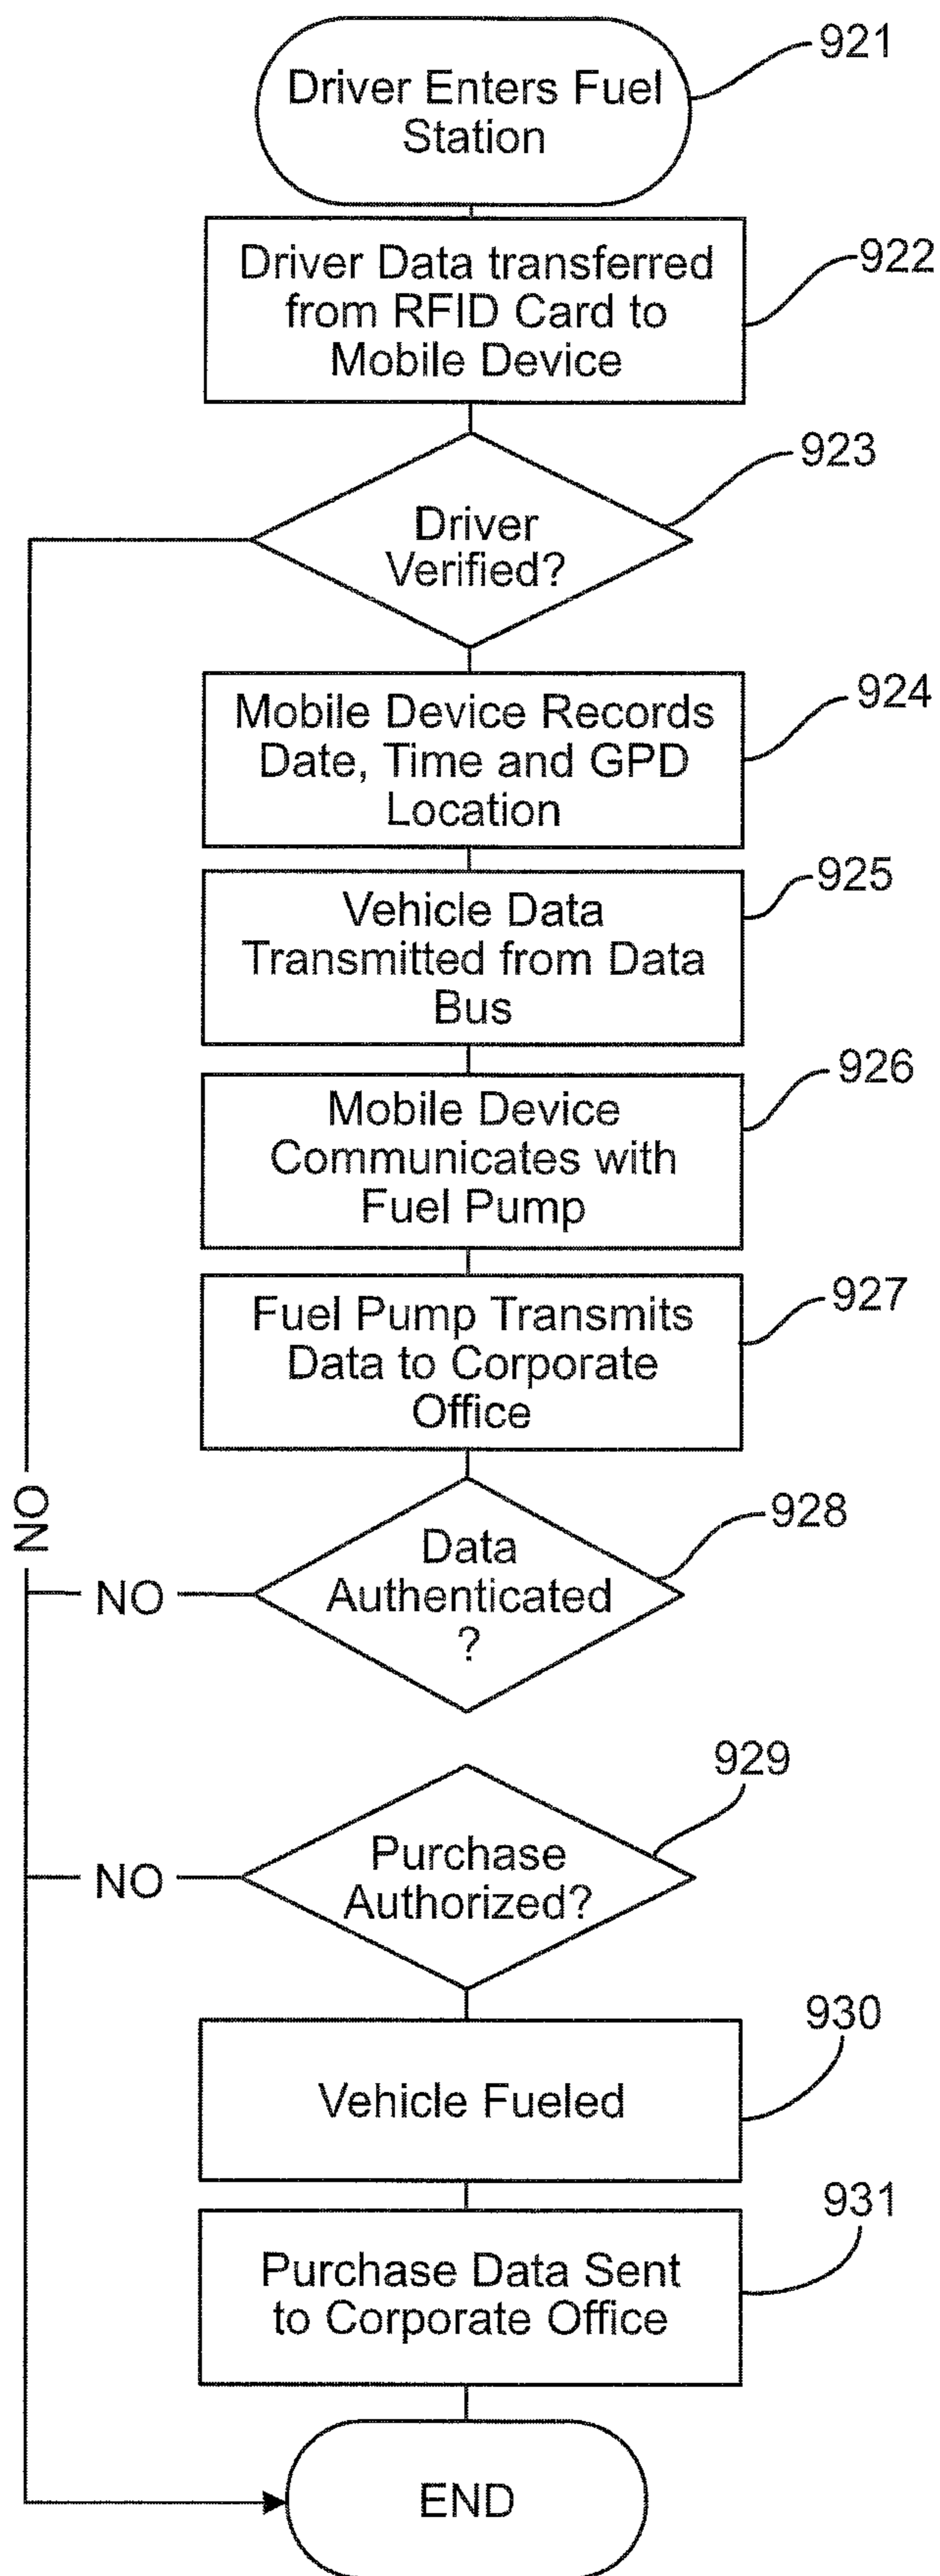 921
Driver Enters Fuel
Station
922
Driver Data transferred
from RFID Card to
Mobile Device
923
Driver
Verified?
924
Mobile Device Records
Date, Time and GPD
Location
925
Vehicle Data
Transmitted from Data
Bus
926
Mobile Device
Communicates with
Fuel Pump
927
Fuel Pump Transmits
Data to Corporate
Office
NO
928
Data
Authenticated
?
NO
929
Purchase
Authorized?
NO
930
Vehicle Fueled
931
Purchase Data Sent
to Corporate Office
END